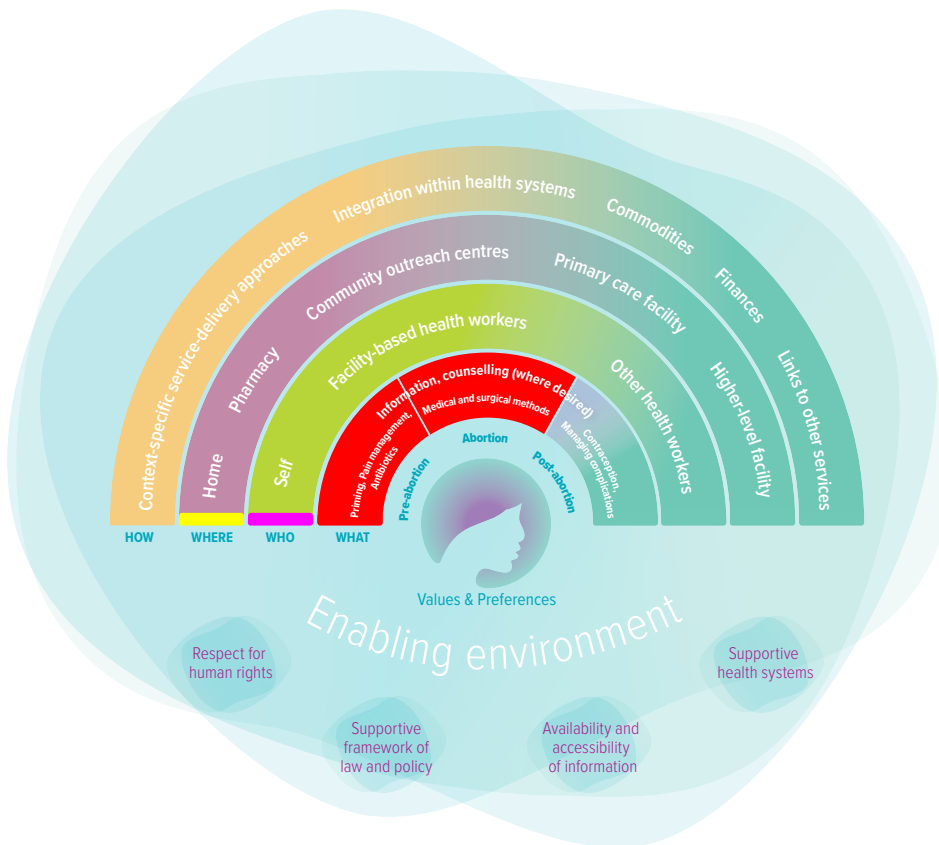 Context-specific service-delivery approaches
Integration within health systems
Commodities
Finances
Links to other services
Home
Pharmacy
Community outreach centres
Primary care facility
Higher-level facility
Self
Facility-based health workers
Other health workers
Information, counselling (where desired)
Priming, Pain management,
Antibiotics
Medical and surgical methods
Contraception,
Managing complications
Pre-abortion
Abortion
Post-abortion
HOW
WHERE
WHO
WHAT
Values & Preferences
Enabling environment
Respect for
human rights
Supportive
framework of
law and policy
Availability and
accessibility
of information
Supportive
health systems